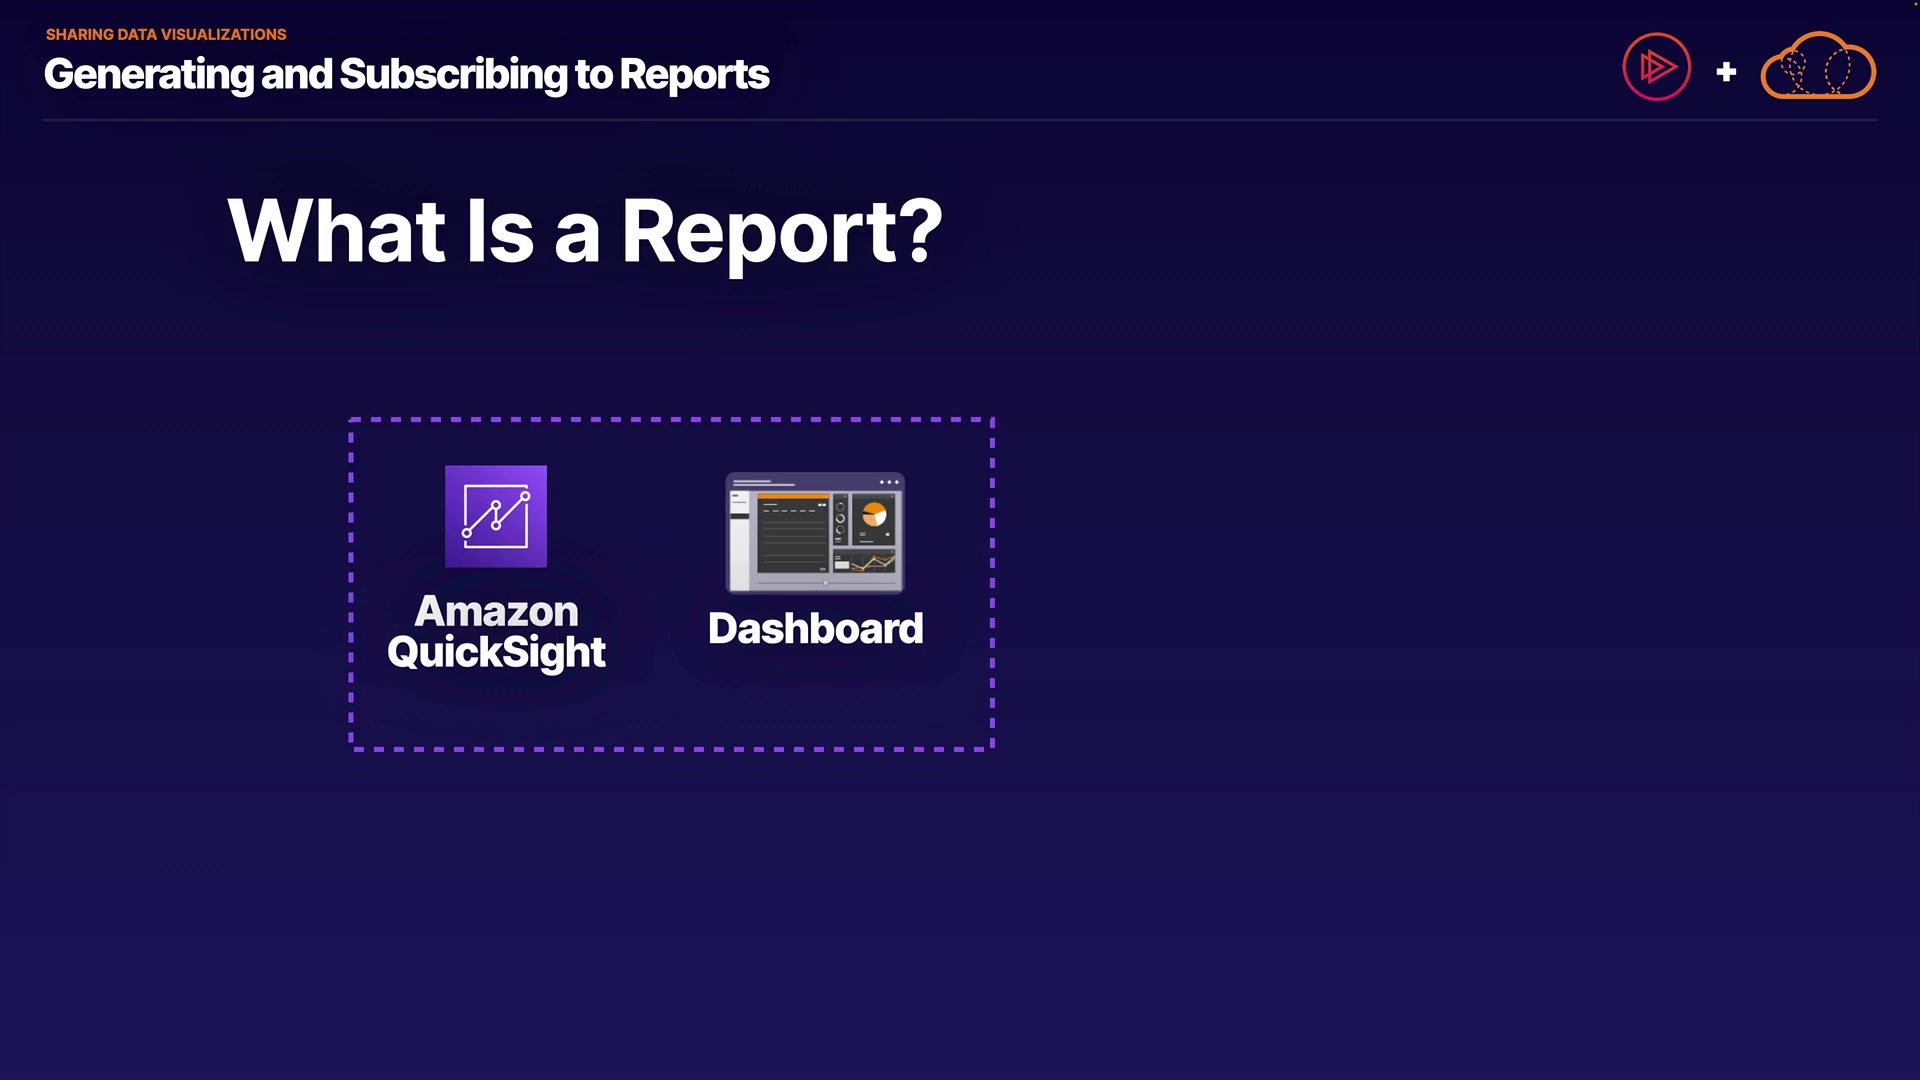 SHARING DATA VISUALIZATIONS
Generating and Subscribing to Reports
What Is a Report?
Amazon
QuickSight
Dashboard